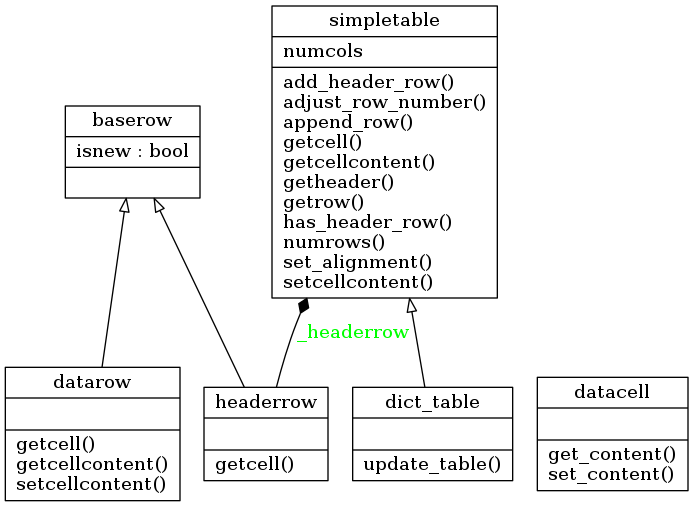 simpletable
numcols
add_header_row()
adjust_row_number()
append_row()
getcell()
getcellcontent()
getheader()
getrow()
has_header_row()
numrows()
set_alignment()
setcellcontent()
baserow
isnew : bool
_headerrow
datarow
getcell()
getcellcontent()
setcellcontent()
headerrow
getcell()
dict_table
update_table()
datacell
get_content()
set_content()